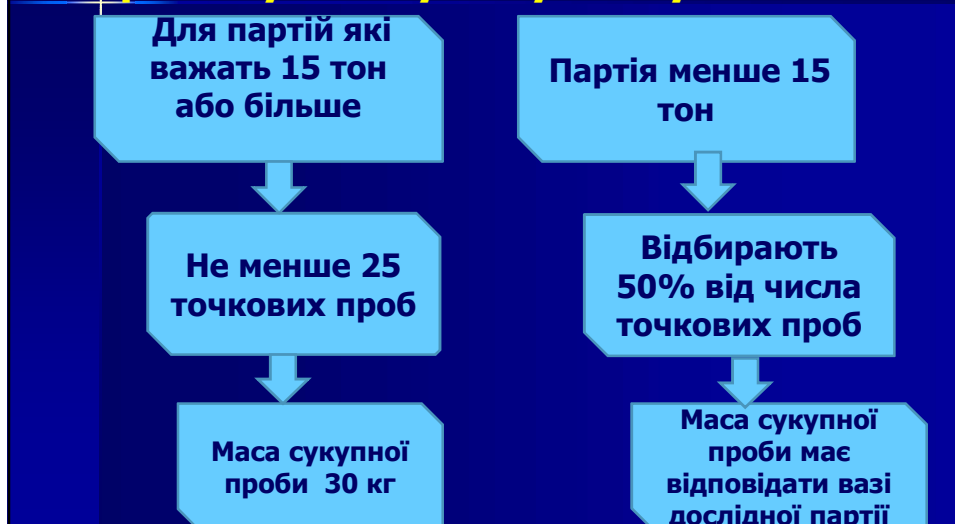 Для партій які
важать 15 тон
або більше
Партія менше 15
тон
Не менше 25
точкових проб
Відбирають
50% від числа
точкових проб
Маса сукупної
проби 30 кг
Маса сукупної
проби має
відповідати вазі
дослідної партії